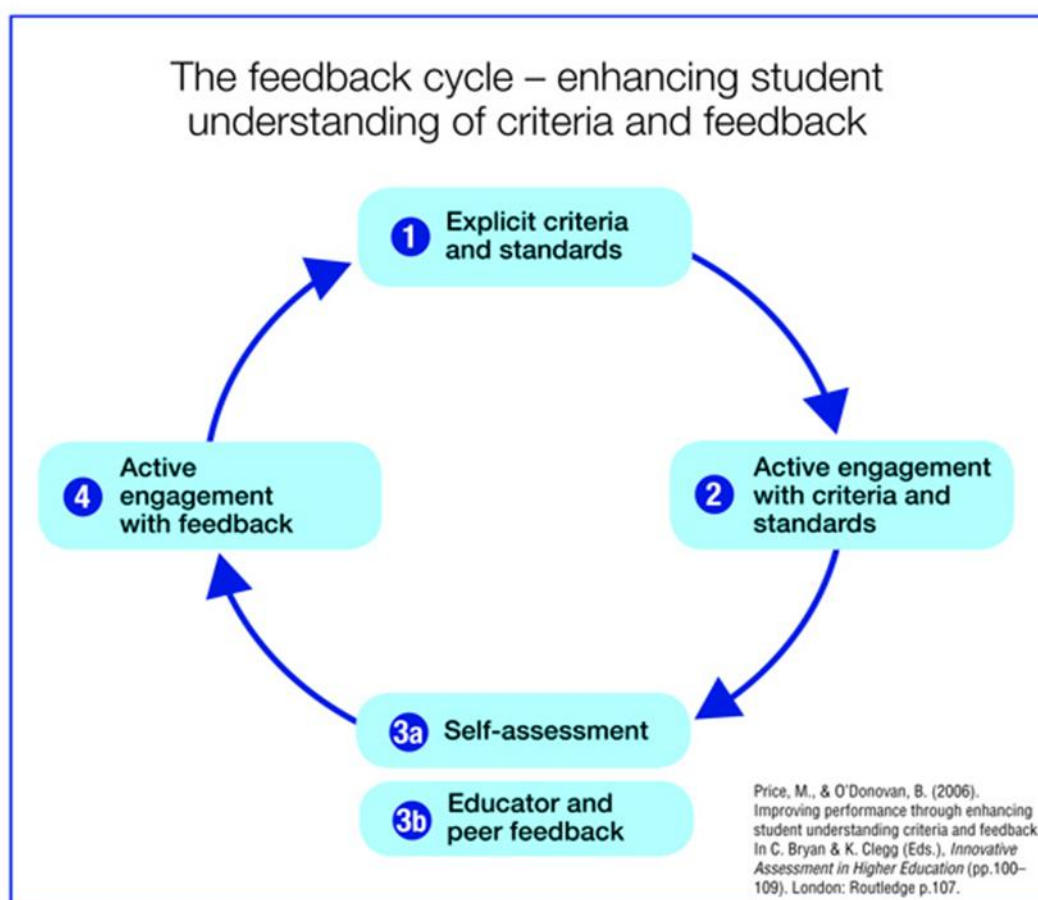 The feedback cycle – enhancing student
understanding of criteria and feedback
1 Explicit criteria
and standards
2 Active engagement
with criteria and
standards
3a Self-assessment
3b Educator and
peer feedback
4 Active
engagement
with feedback
Price, M., & O'Donovan, B. (2006).
Improving performance through enhancing
student understanding criteria and feedback
In C. Bryan & K. Clegg (Eds.), Innovative
Assessment in Higher Education (pp.100–
109). London: Routledge p.107.